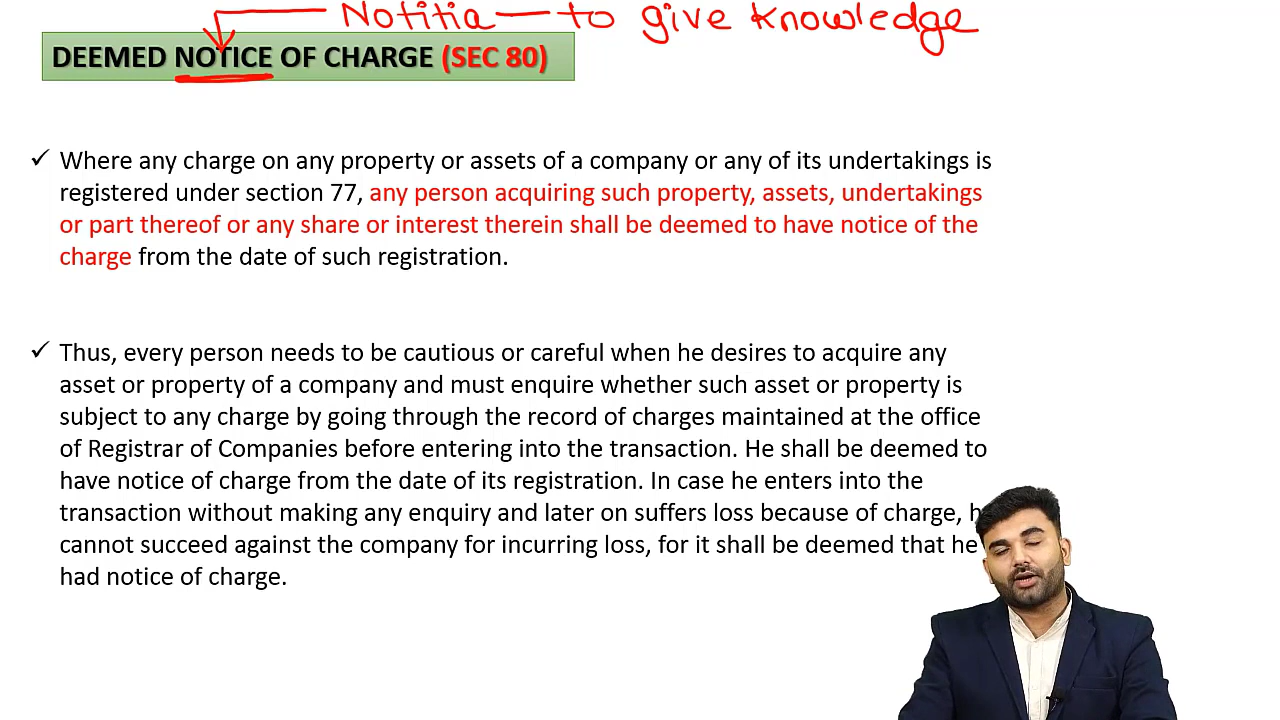 Notitia — to give knowledge
DEEMED NOTICE OF CHARGE (SEC 80)
✓ Where any charge on any property or assets of a company or any of its undertakings is
registered under section 77, any person acquiring such property, assets, undertakings
or part thereof or any share or interest therein shall be deemed to have notice of the
charge from the date of such registration.
✓ Thus, every person needs to be cautious or careful when he desires to acquire any
asset or property of a company and must enquire whether such asset or property is
subject to any charge by going through the record of charges maintained at the office
of Registrar of Companies before entering into the transaction. He shall be deemed to
have notice of charge from the date of its registration. In case he enters into the
transaction without making any enquiry and later on suffers loss because of charge,
cannot succeed against the company for incurring loss, for it shall be deemed that he
had notice of charge.